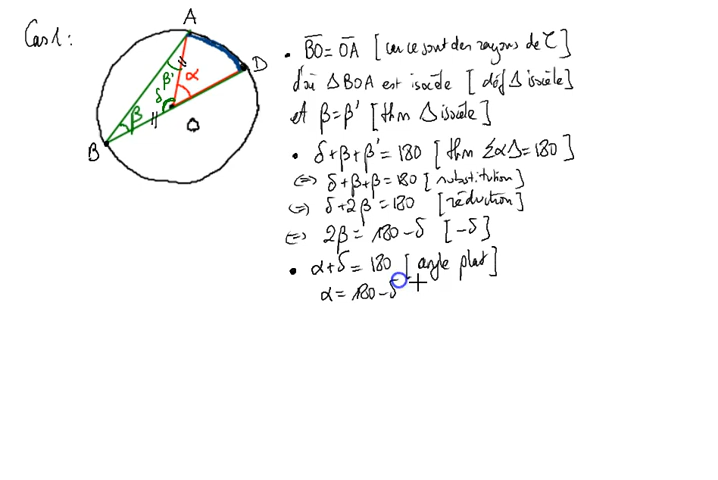 Cas 1:
A
D
B
O
β'
α
δ
β
• BO = OA [car ce sont des rayons de C]
d'où ΔBOA est isocèle [déf Δ isocèle]
et β = β' [thm Δ isocèle]
• δ+β+β' = 180 [thm Σα Δ = 180]
⇔ δ+β+β = 180 [substitution]
⇔ δ+2β = 180 [réduction]
⇔ 2β = 180-δ [-δ]
• α+δ = 180 [angle plat]
α = 180-δ